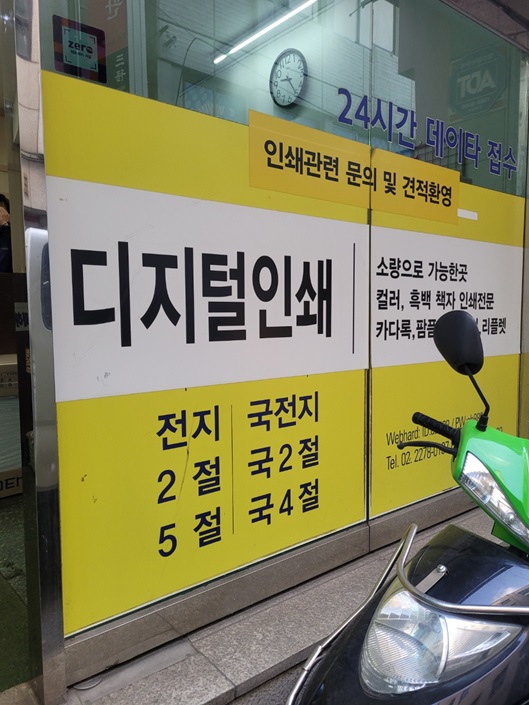 zero
24시간 데이타 접수
인쇄관련 문의 및 견적환영
디지털인쇄
소량으로 가능한곳
컬러, 흑백 책자 인쇄전문
카다록, 리플렛
전지 국전지
2 절 국2절
5 절 국4절
Webhard:
Tel. 02.